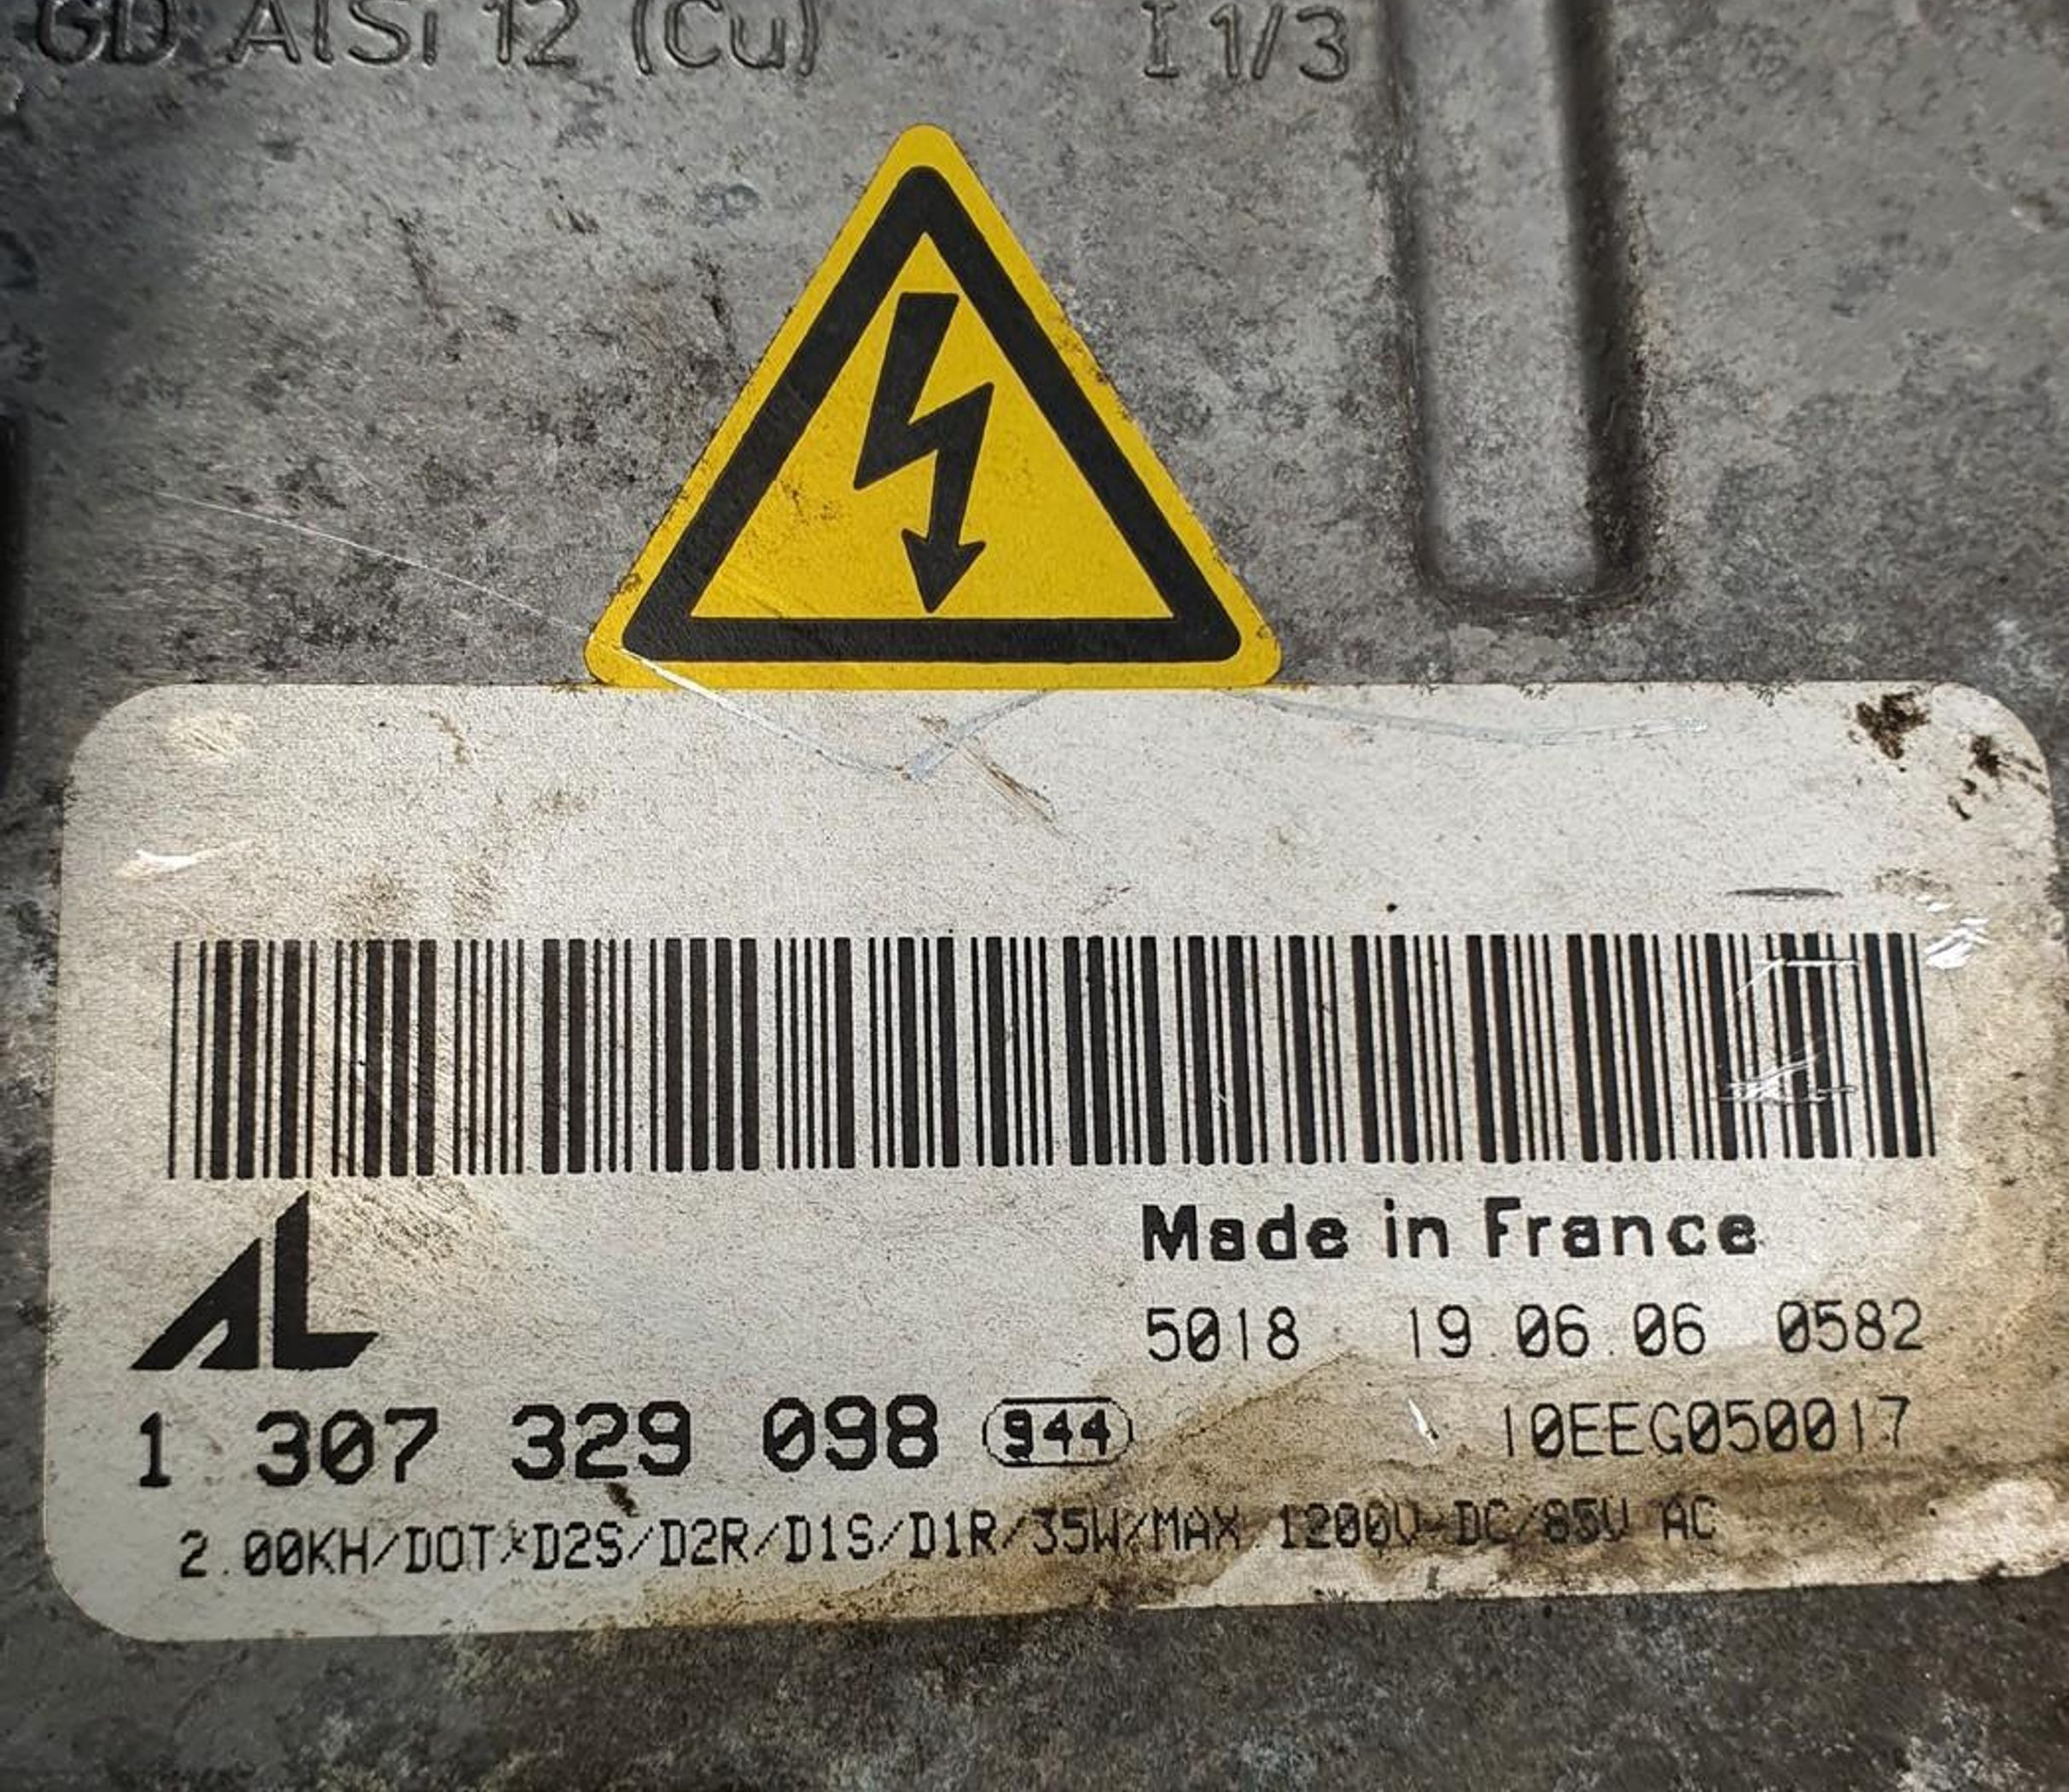 GD AlSi 12 (Cu) I 1/3
AL
Made in France
5018 19.06.06 0582
1 307 329 098 944 10EEG050017
2.00KH/DOT*D2S/D2R/D1S/D1R/35W/MAX 1200V DC/85V AC